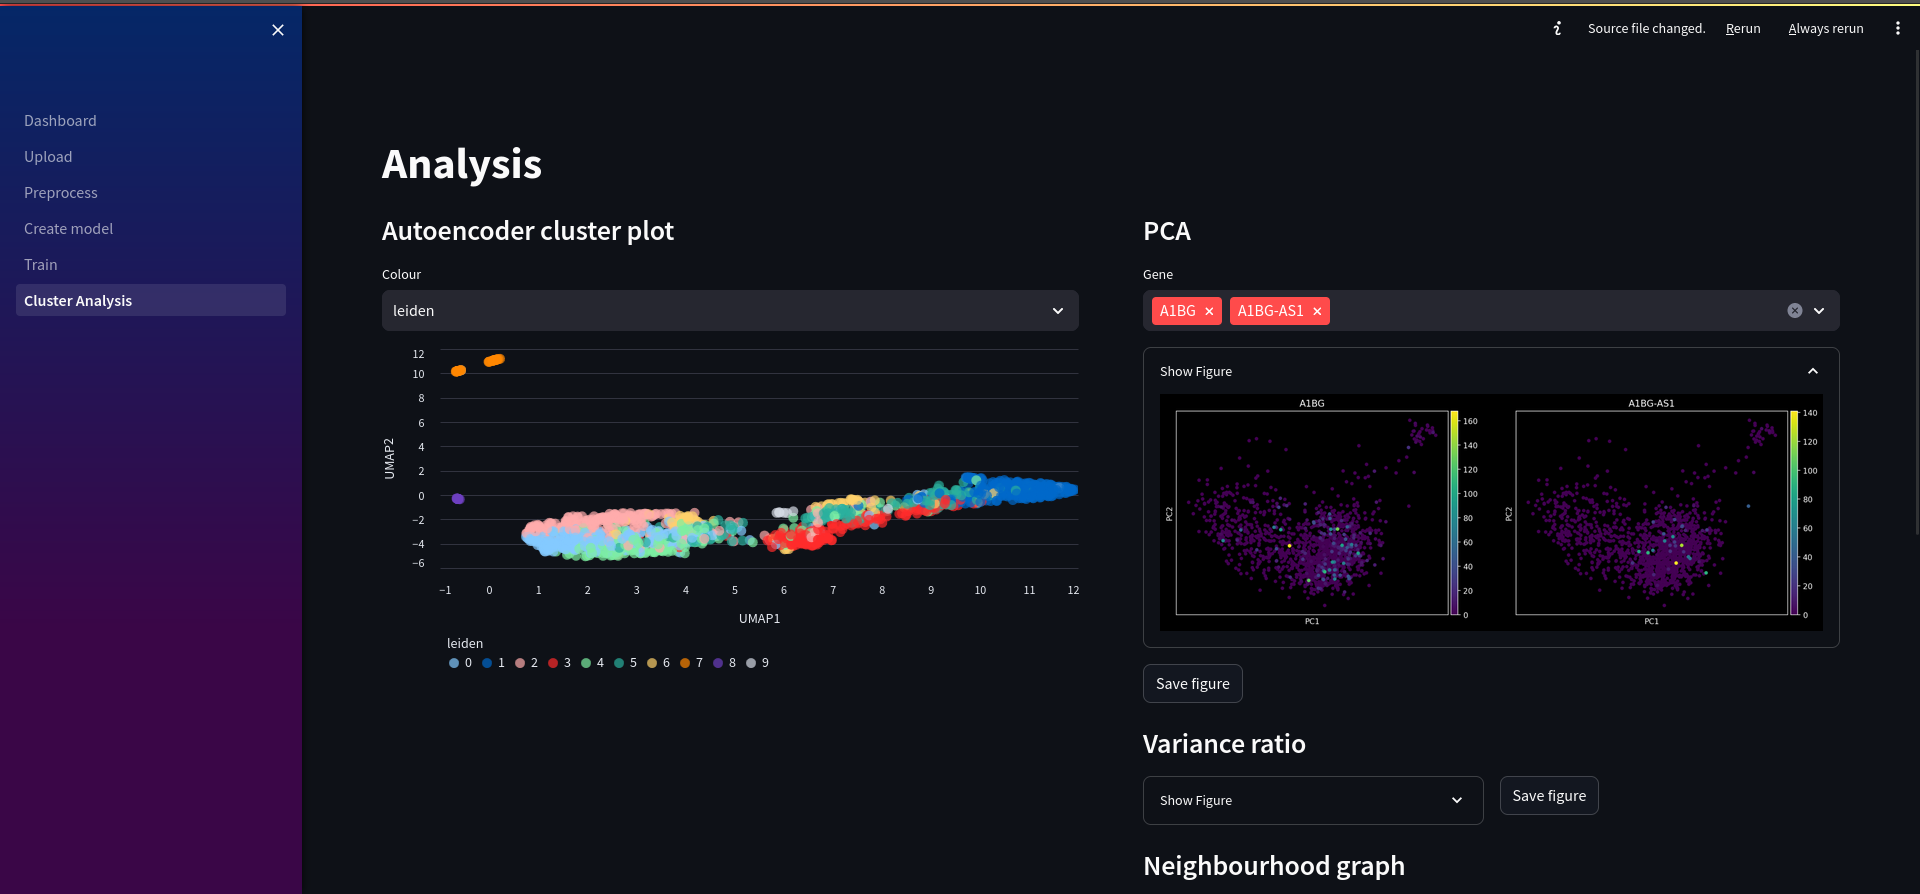 Source file changed. Rerun Always rerun
Dashboard
Upload
Preprocess
Create model
Train
Cluster Analysis
Analysis
Autoencoder cluster plot
Colour
leiden
12
10
8
6
4
2
0
−2
−4
−6
UMAP2
−1 0 1 2 3 4 5 6 7 8 9 10 11 12
UMAP1
leiden
0 1 2 3 4 5 6 7 8 9
PCA
Gene
A1BG A1BG-AS1
Show Figure
A1BG
PC2
PC1
160
140
120
100
80
60
40
20
0
A1BG-AS1
PC2
PC1
140
120
100
80
60
40
20
0
Save figure
Variance ratio
Show Figure
Save figure
Neighbourhood graph